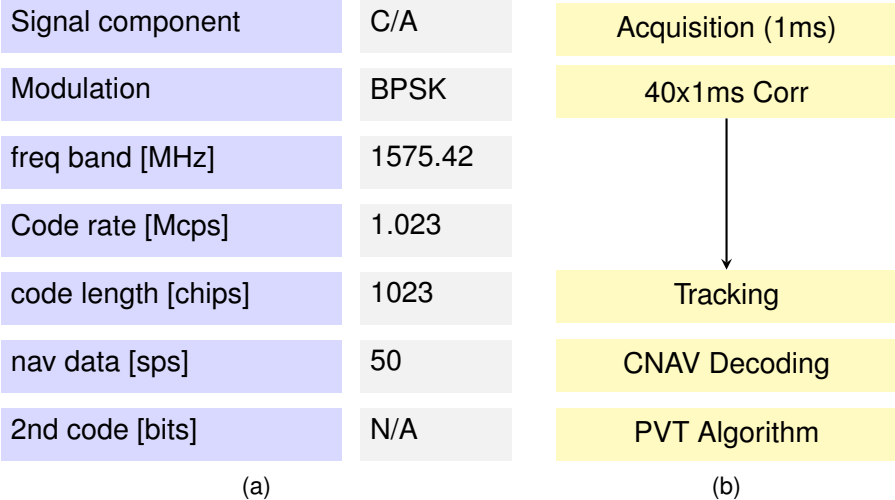 Signal component C/A
Modulation BPSK
freq band [MHz] 1575.42
Code rate [Mcps] 1.023
code length [chips] 1023
nav data [sps] 50
2nd code [bits] N/A
(a)
Acquisition (1ms)
40x1ms Corr
Tracking
CNAV Decoding
PVT Algorithm
(b)